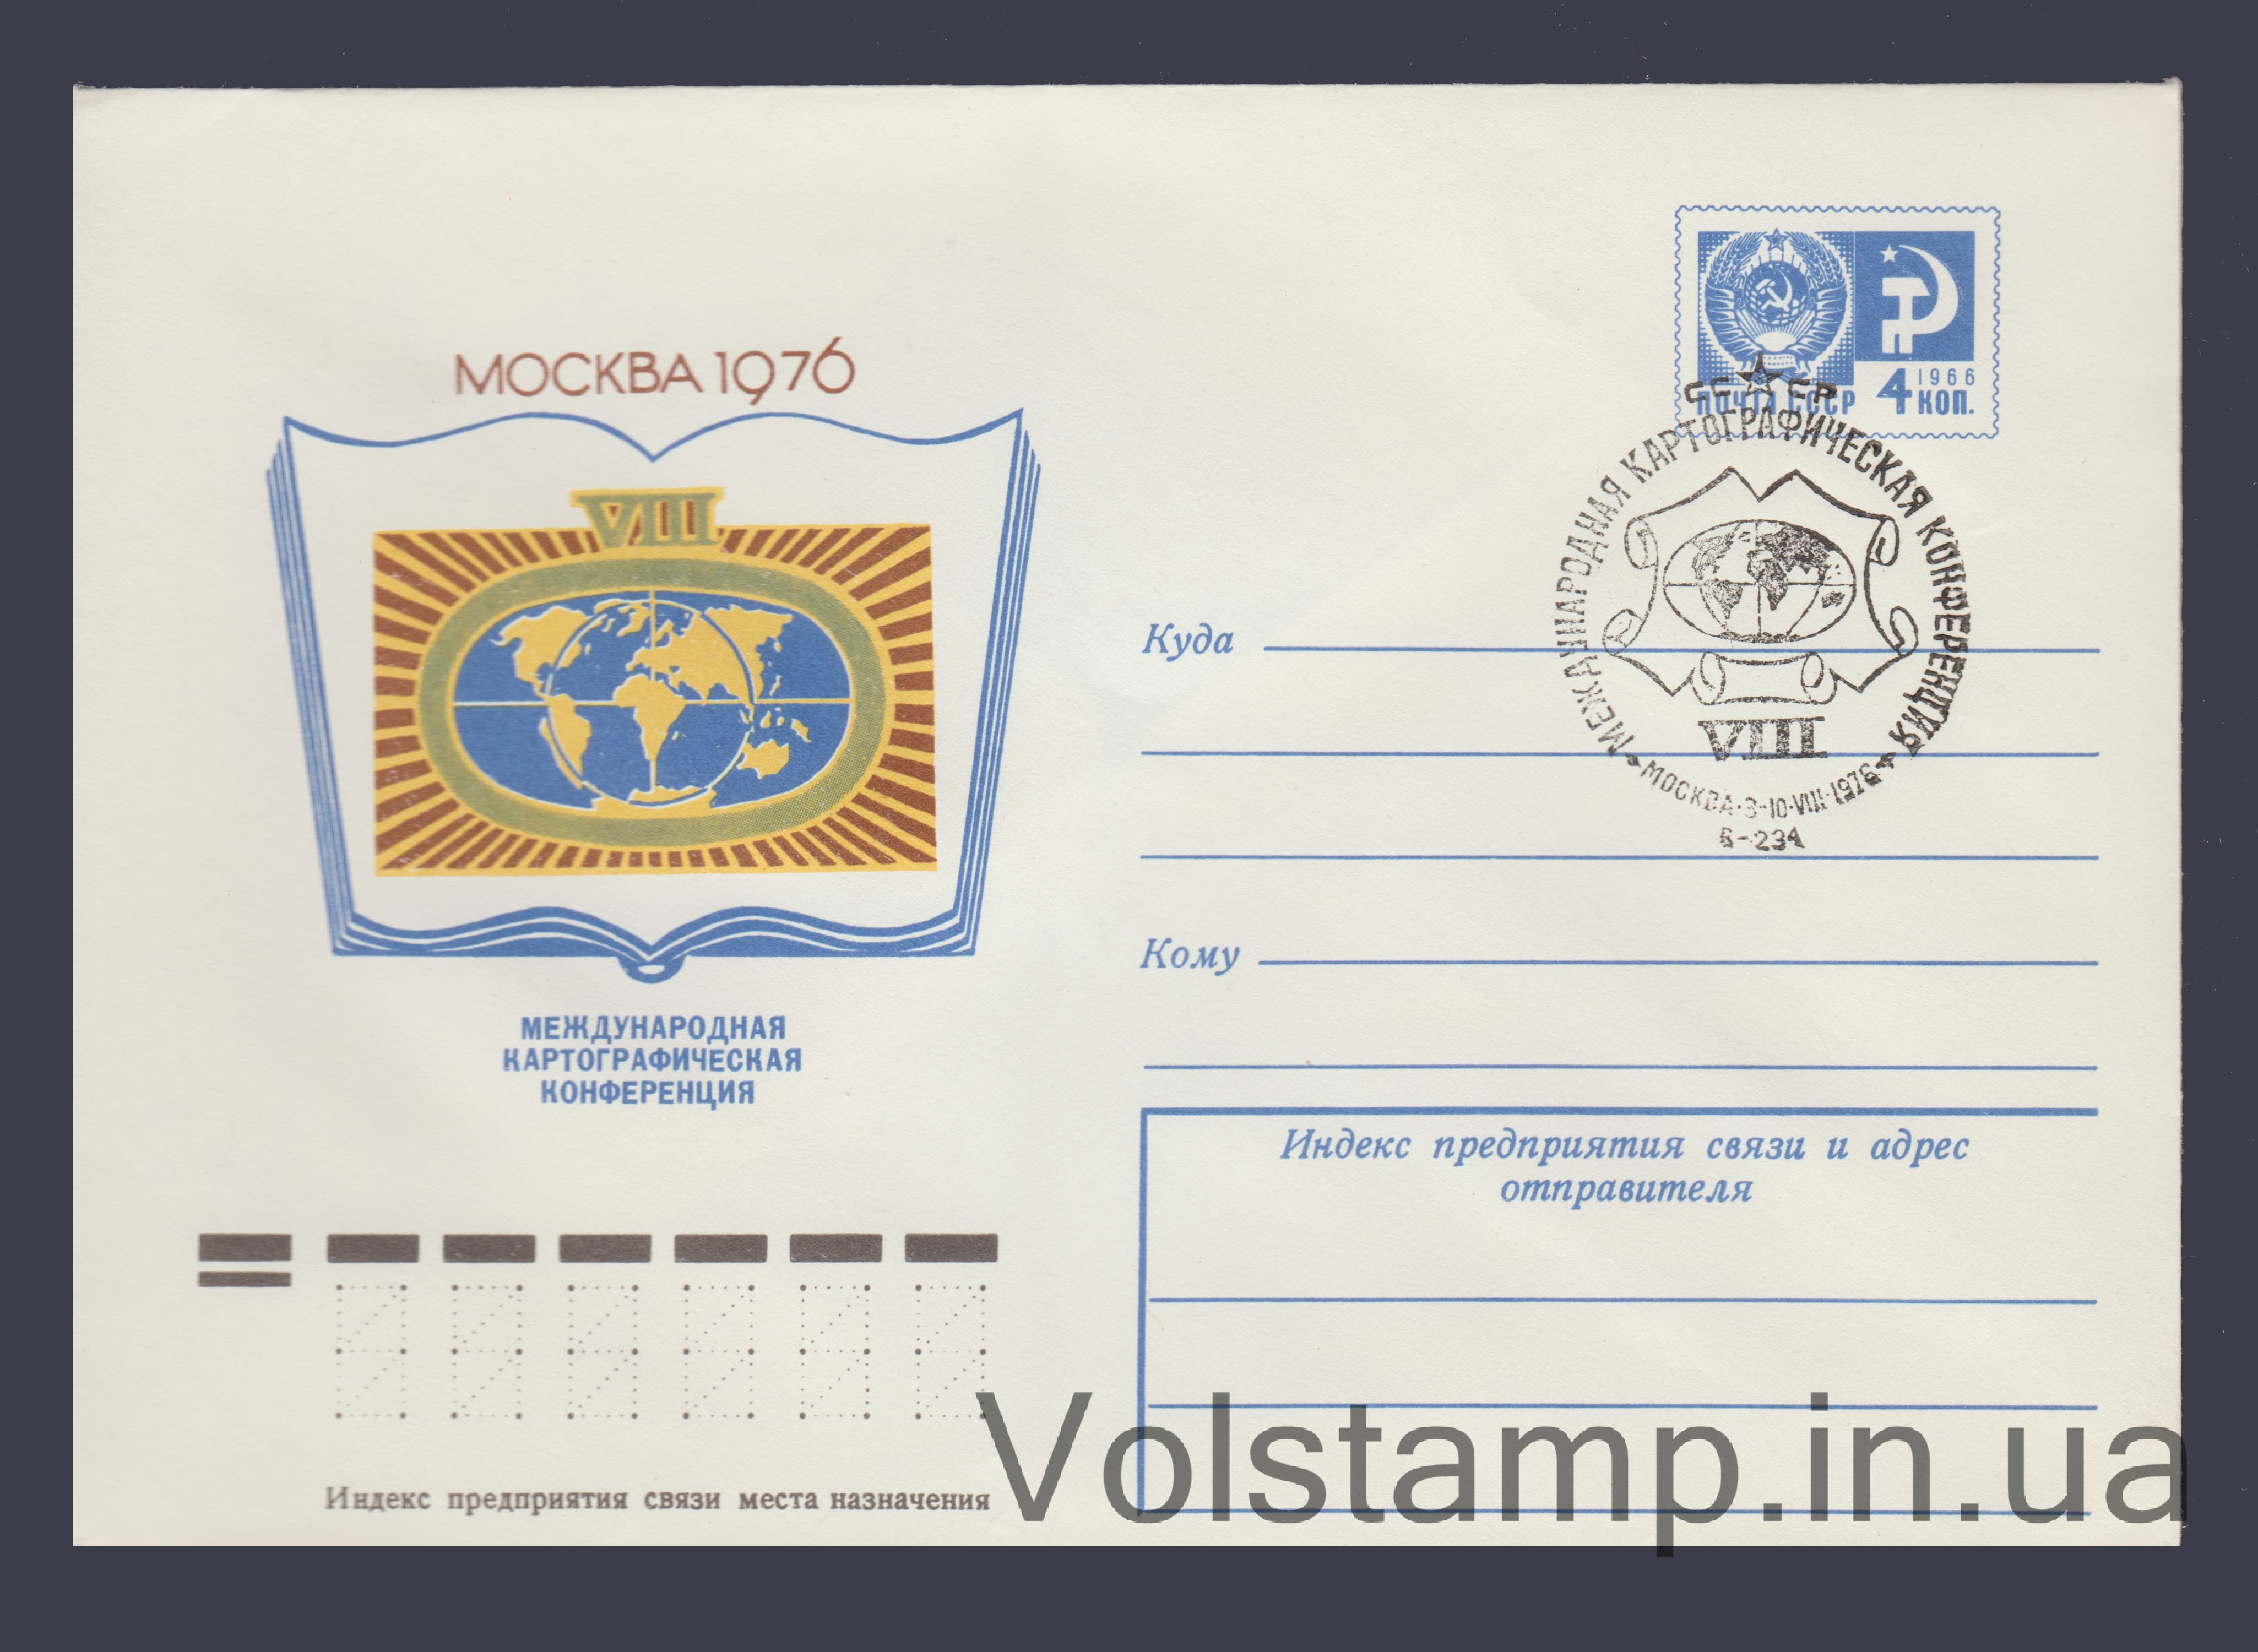 МОСКВА 1976
VIII
МЕЖДУНАРОДНАЯ
КАРТОГРАФИЧЕСКАЯ
КОНФЕРЕНЦИЯ
ПОЧТА СССР
1966
4 КОП.
СССР
МЕЖДУНАРОДНАЯ КАРТОГРАФИЧЕСКАЯ КОНФЕРЕНЦИЯ
VIII
МОСКВА·3-10·VIII·1976
Куда
Кому
Индекс предприятия связи и адрес
отправителя
Индекс предприятия связи места назначения
Volstamp.in.ua